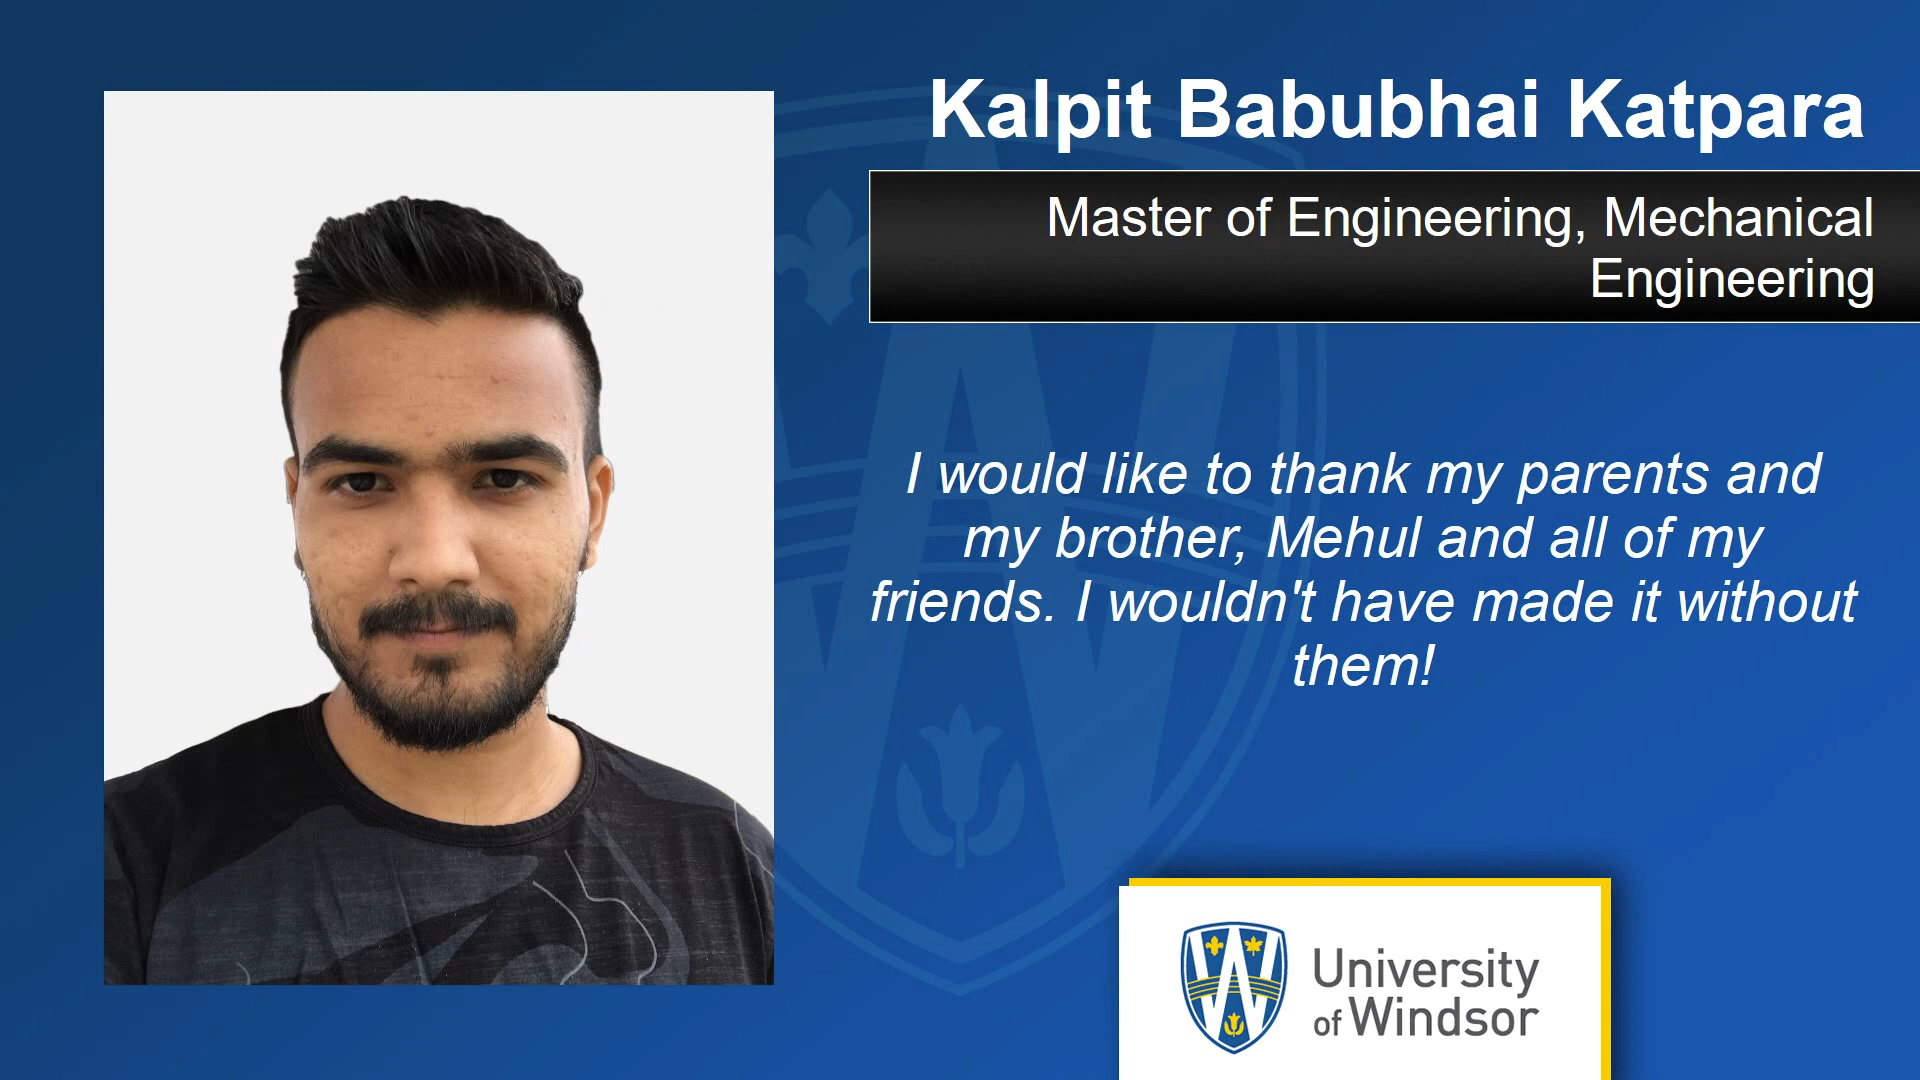 Kalpit Babubhai Katpara
Master of Engineering, Mechanical
Engineering
I would like to thank my parents and
my brother, Mehul and all of my
friends. I wouldn't have made it without
them!
University
of Windsor